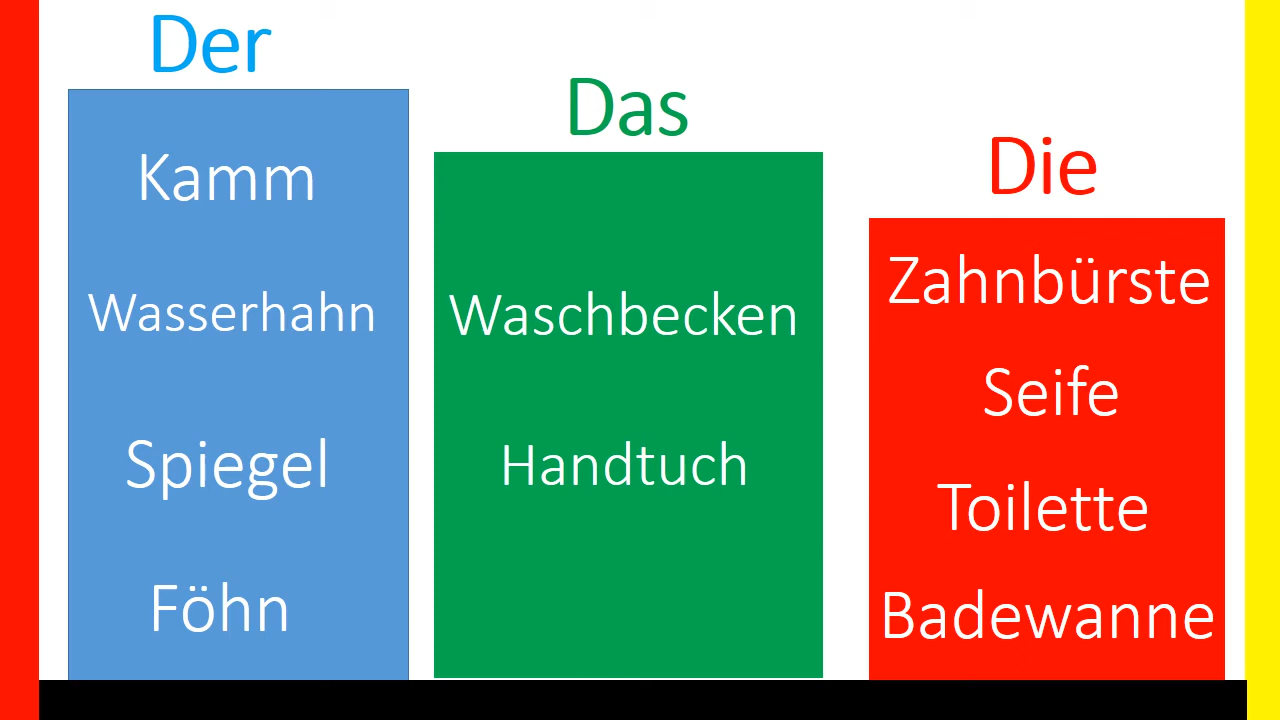 Der
Kamm
Wasserhahn
Spiegel
Föhn
Das
Waschbecken
Handtuch
Die
Zahnbürste
Seife
Toilette
Badewanne